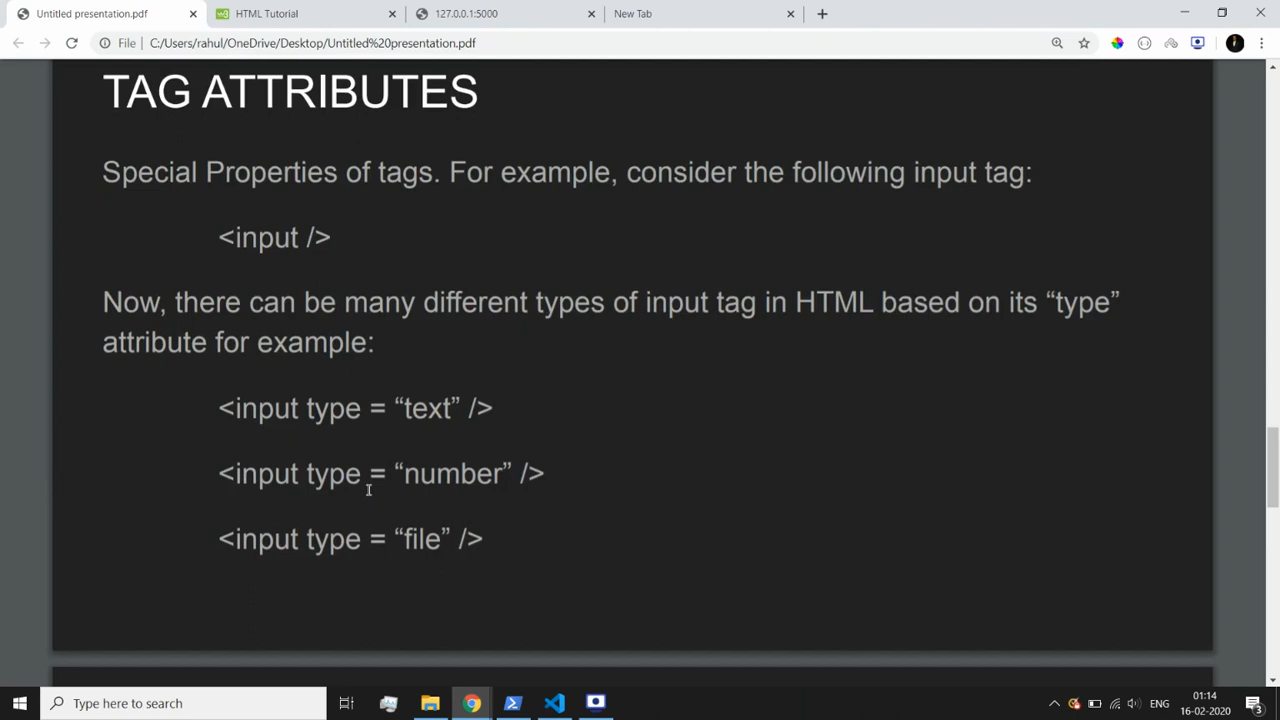 Untitled presentation.pdf
HTML Tutorial
127.0.0.1:5000
New Tab
File
C:/Users/rahul/OneDrive/Desktop/Untitled%20presentation.pdf
TAG ATTRIBUTES
Special Properties of tags. For example, consider the following input tag:
<input />
Now, there can be many different types of input tag in HTML based on its “type”
attribute for example:
<input type = “text” />
<input type = “number” />
<input type = “file” />
Type here to search
ENG
01:14
16-02-2020
3